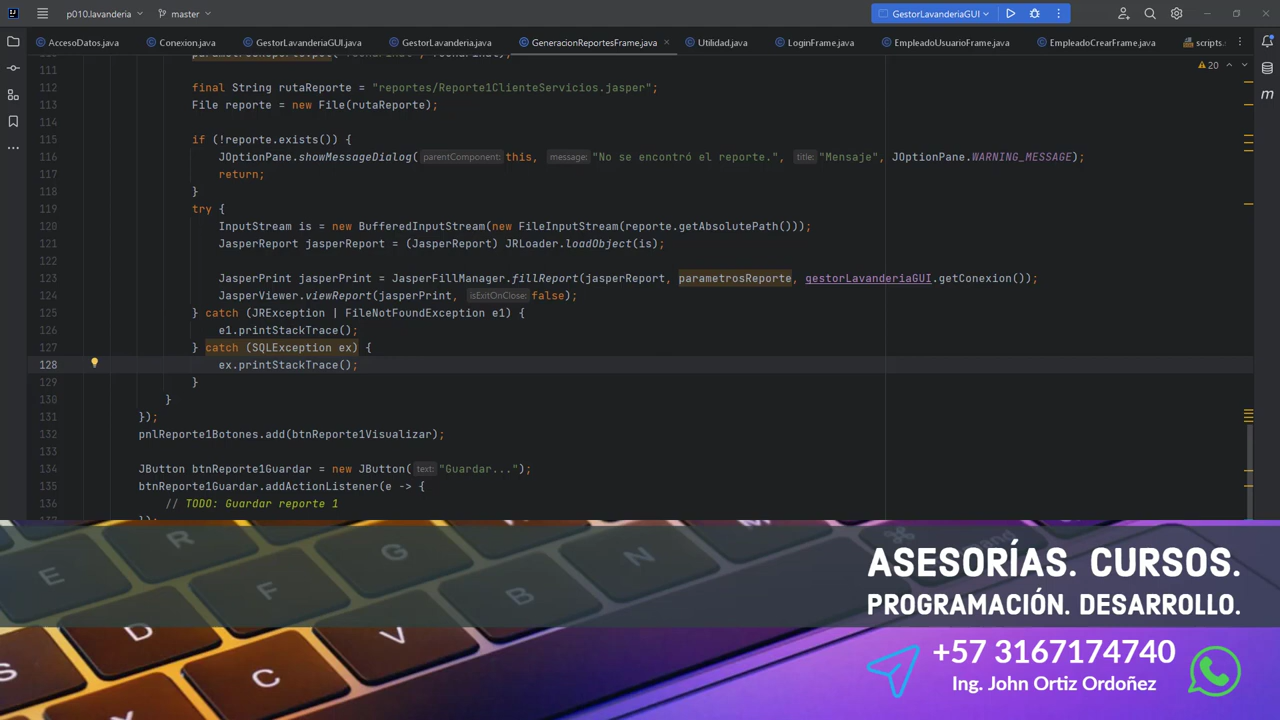 p010.lavanderia
master
GestorLavanderiaGUI
AccesoDatos.java
Conexion.java
GestorLavanderiaGUI.java
GestorLavanderia.java
GeneracionReportesFrame.java
Utilidad.java
LoginFrame.java
EmpleadoUsuarioFrame.java
EmpleadoCrearFrame.java
scripts.
20
111
112 final String rutaReporte = "reportes/Reporte1ClienteServicios.jasper";
113 File reporte = new File(rutaReporte);
114
115 if (!reporte.exists()) {
116 JOptionPane.showMessageDialog( parentComponent: this, message: "No se encontró el reporte.", title: "Mensaje", JOptionPane.WARNING_MESSAGE);
117 return;
118 }
119 try {
120 InputStream is = new BufferedInputStream(new FileInputStream(reporte.getAbsolutePath()));
121 JasperReport jasperReport = (JasperReport) JRLoader.loadObject(is);
122
123 JasperPrint jasperPrint = JasperFillManager.fillReport(jasperReport, parametrosReporte, gestorLavanderiaGUI.getConexion());
124 JasperViewer.viewReport(jasperPrint, isExitOnClose: false);
125 } catch (JRException | FileNotFoundException e1) {
126 e1.printStackTrace();
127 } catch (SQLException ex) {
128 ex.printStackTrace();
129 }
130 }
131 });
132 pnlReporte1Botones.add(btnReporte1Visualizar);
133
134 JButton btnReporte1Guardar = new JButton( text: "Guardar...");
135 btnReporte1Guardar.addActionListener(e -> {
136 // TODO: Guardar reporte 1
ASESORÍAS. CURSOS.
PROGRAMACIÓN. DESARROLLO.
+57 3167174740
Ing. John Ortiz Ordoñez